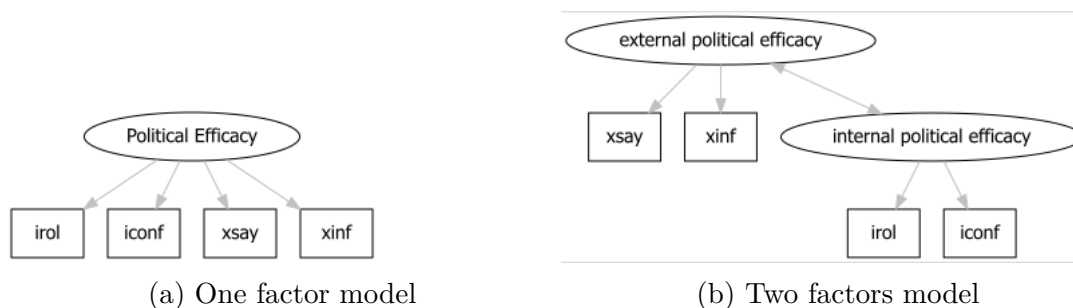 Political Efficacy
irol iconf xsay xinf
(a) One factor model
external political efficacy
xsay xinf
internal political efficacy
irol iconf
(b) Two factors model